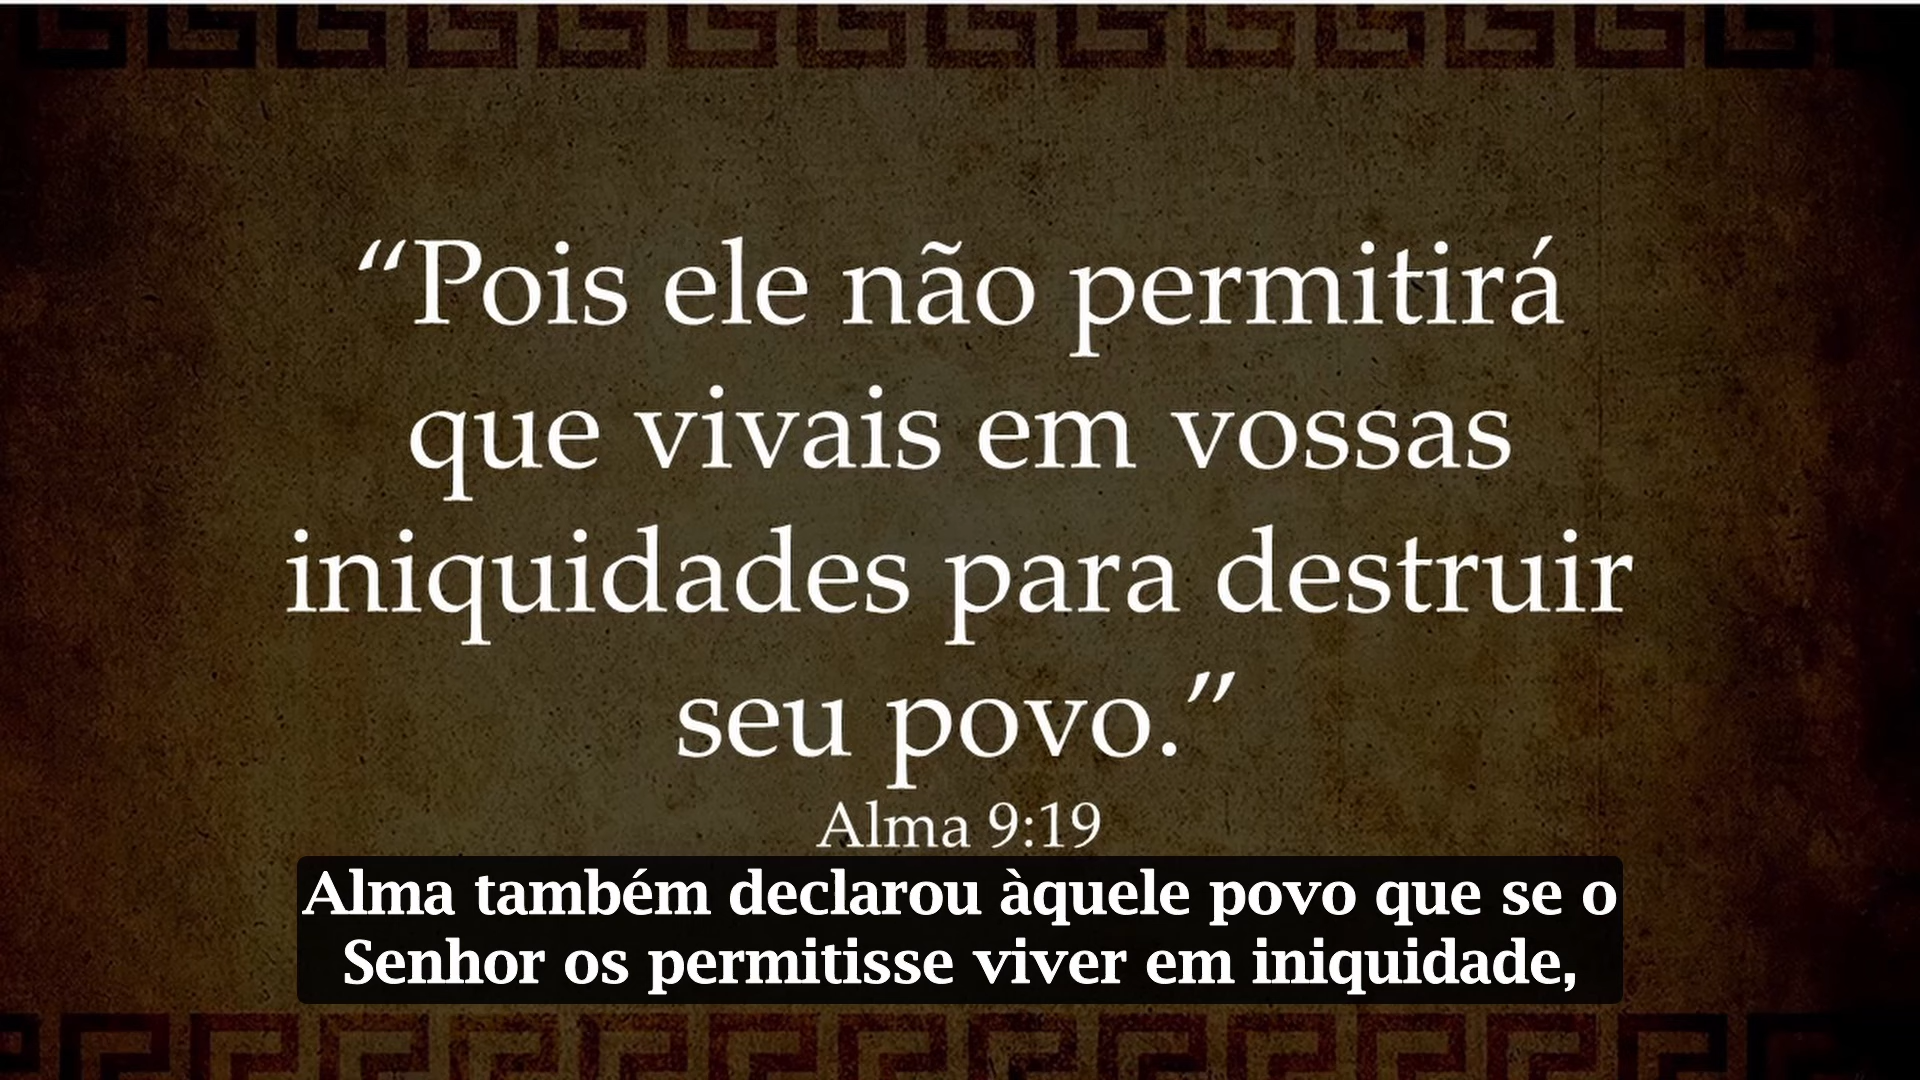 “Pois ele não permitirá
que vivais em vossas
iniquidades para destruir
seu povo.”
Alma 9:19
Alma também declarou àquele povo que se o
Senhor os permitisse viver em iniquidade,